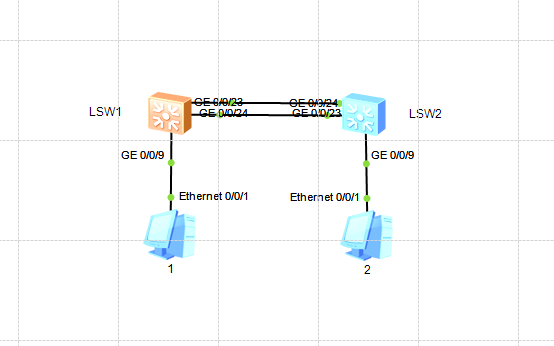 GE 0/0/23
GE 0/0/24
LSW1
GE 0/0/24
GE 0/0/23
LSW2
GE 0/0/9
GE 0/0/9
Ethernet 0/0/1
Ethernet 0/0/1
1
2